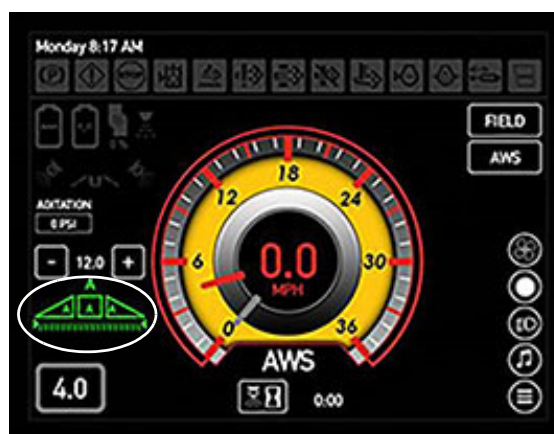 Monday 8:17 AM
FIELD
AWS
AGITATION
0 PSI
- 12.0 +
A
A A A
4.0
0
6
12
18
24
30
36
0.0
MPH
AWS
0:00